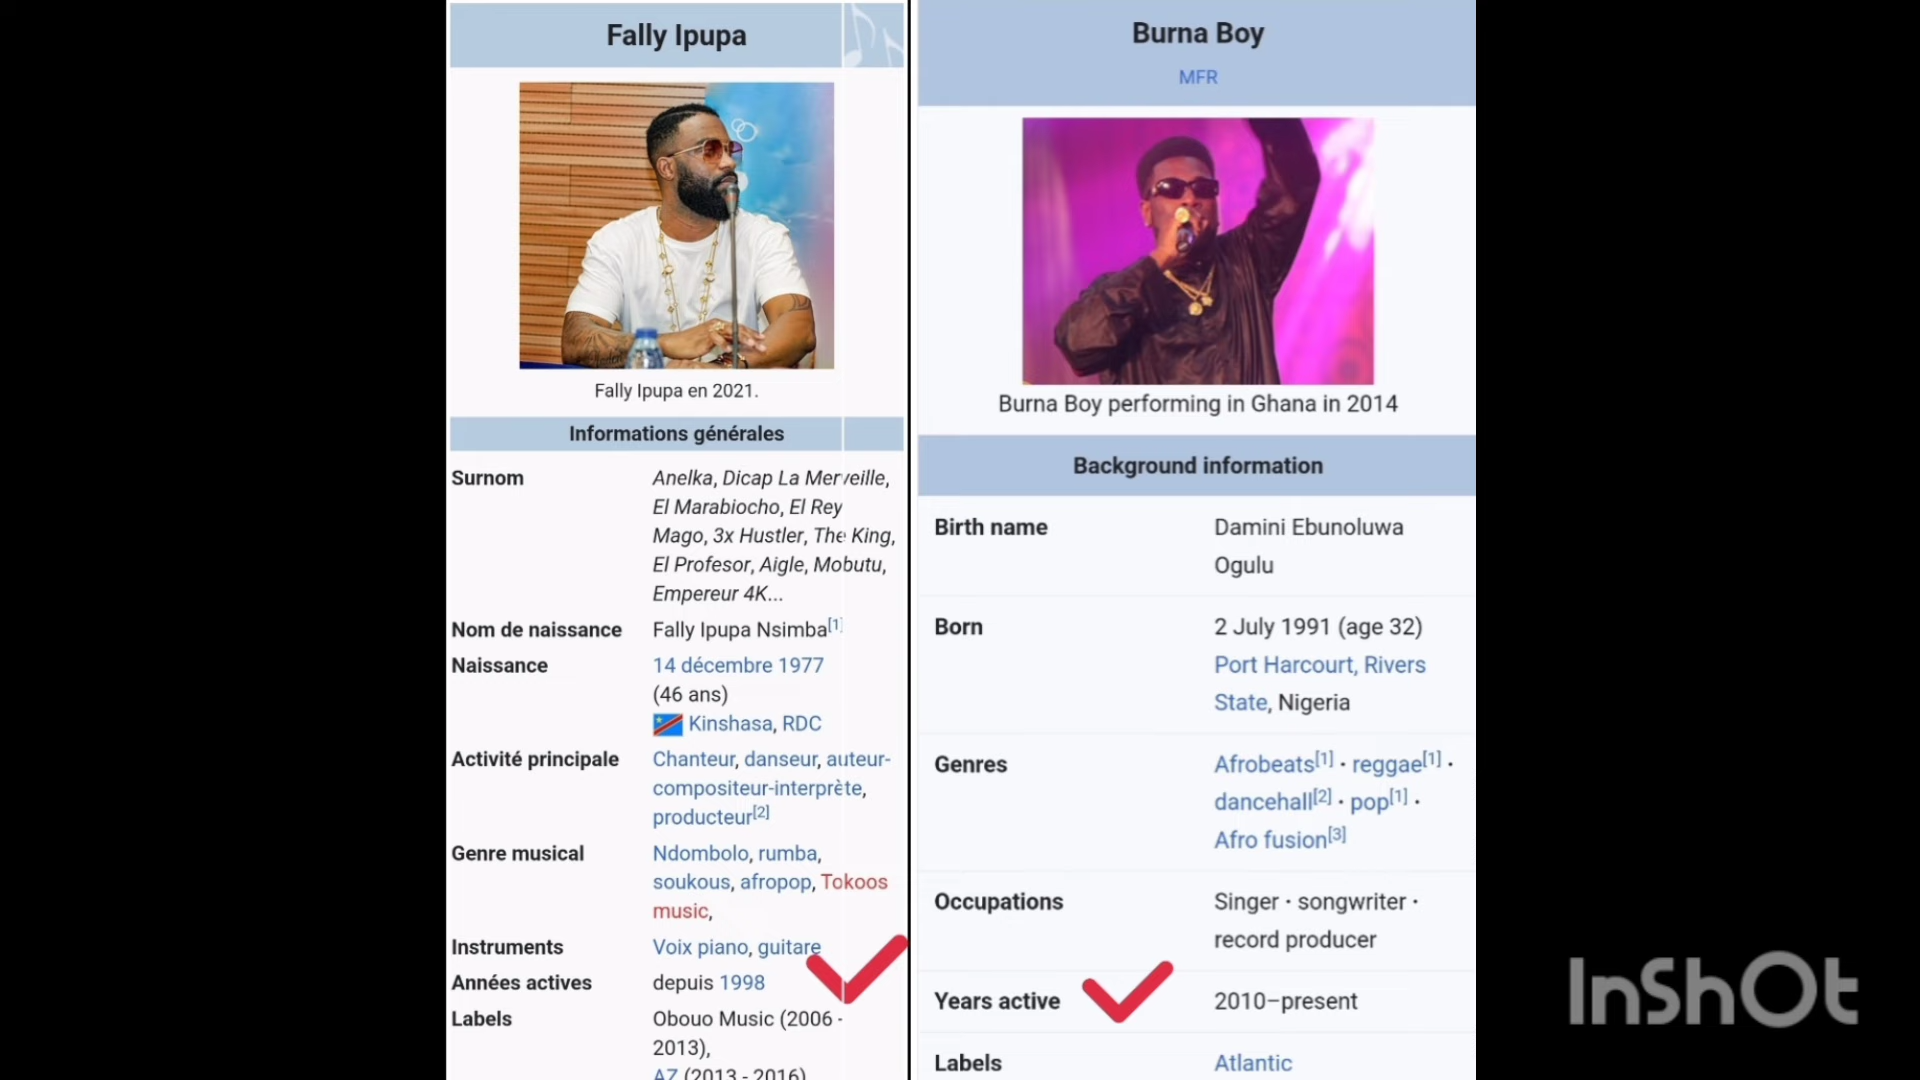 Fally Ipupa
Fally Ipupa en 2021.
Informations générales
Surnom
Anelka, Dicap La Merveille,
El Marabiocho, El Rey
Mago, 3x Hustler, The King,
El Profesor, Aigle, Mobutu,
Empereur 4K...
Nom de naissance
Fally Ipupa Nsimba[1]
Naissance
14 décembre 1977
(46 ans)
Kinshasa, RDC
Activité principale
Chanteur, danseur, auteur-
compositeur-interprète,
producteur[2]
Genre musical
Ndombolo, rumba,
soukous, afropop, Tokoos
music,
Instruments
Voix piano, guitare
Années actives
depuis 1998
Labels
Obouo Music (2006 -
2013),
AZ (2013 - 2016)
Burna Boy
MFR
Burna Boy performing in Ghana in 2014
Background information
Birth name
Damini Ebunoluwa
Ogulu
Born
2 July 1991 (age 32)
Port Harcourt, Rivers
State, Nigeria
Genres
Afrobeats[1] · reggae[1] ·
dancehall[2] · pop[1] ·
Afro fusion[3]
Occupations
Singer · songwriter ·
record producer
Years active
2010–present
Labels
Atlantic
InShOt